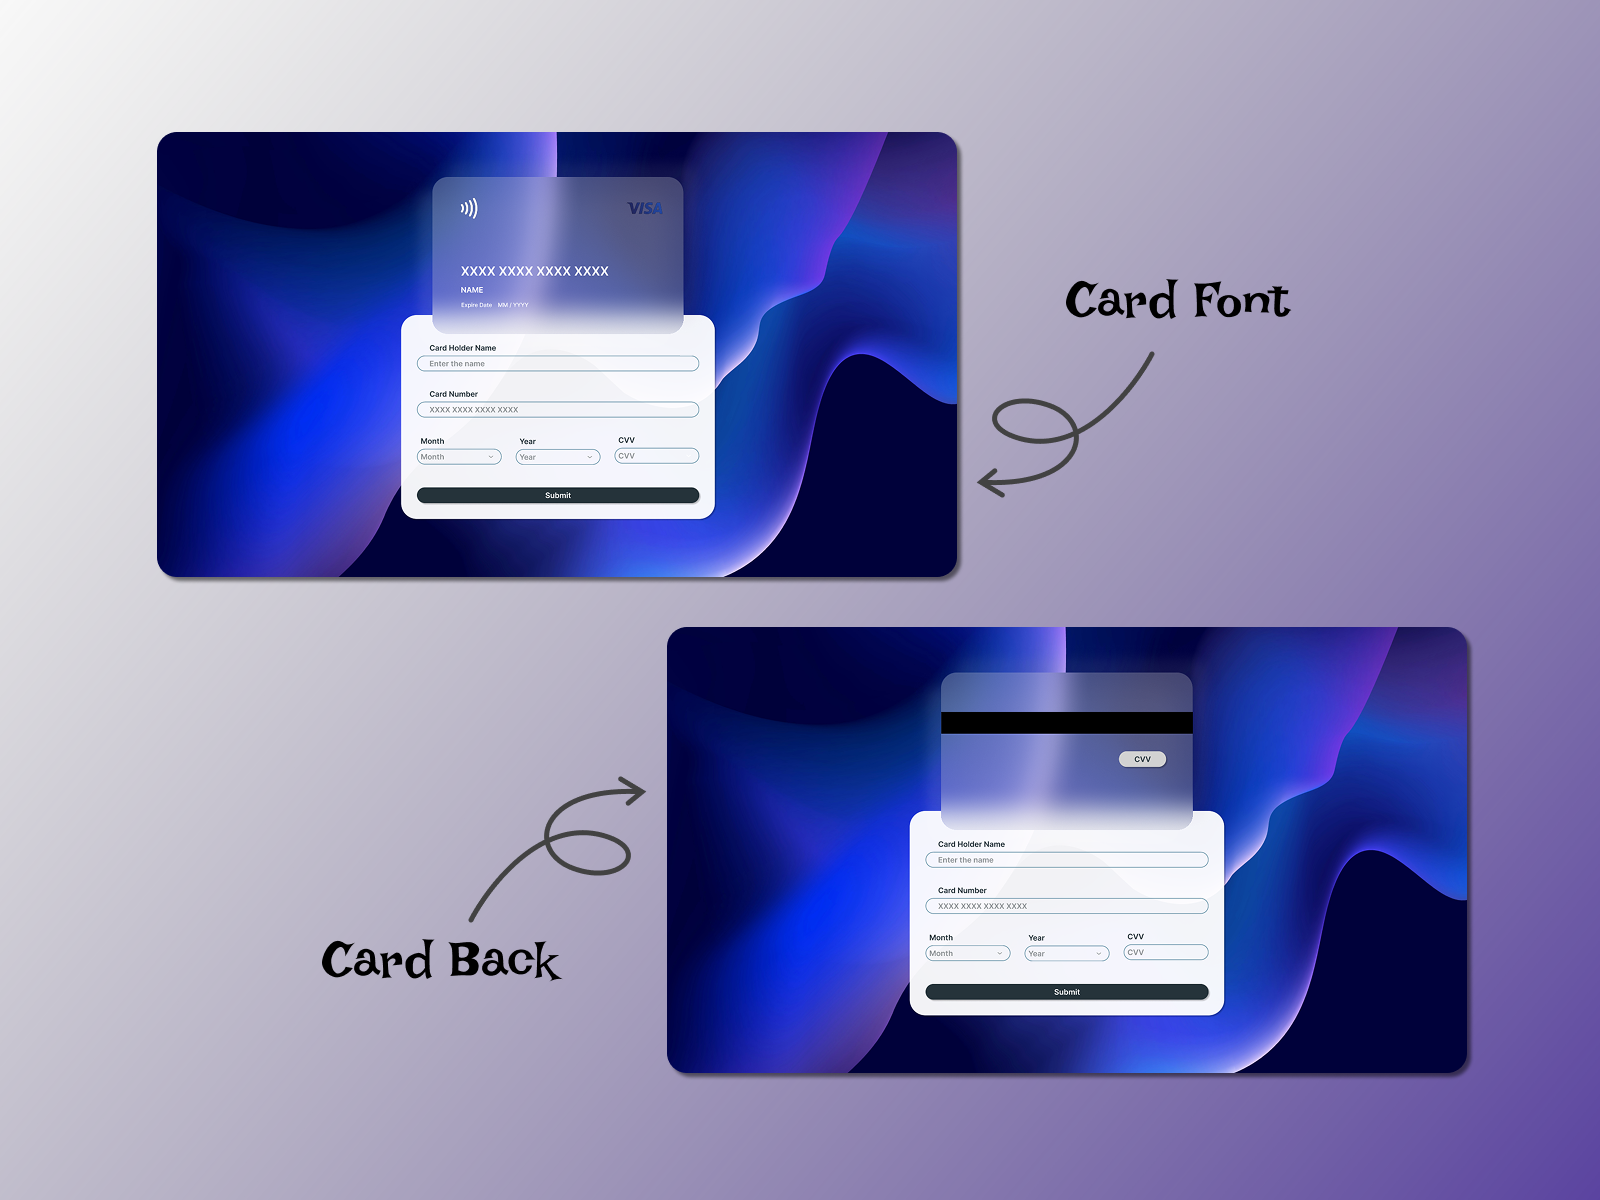 VISA
XXXX XXXX XXXX XXXX
NAME
Expire Date MM / YYYY
Card Holder Name
Enter the name
Card Number
XXXX XXXX XXXX XXXX
Month Year CVV
Month Year CVV
Submit
Card Font
CVV
Card Holder Name
Enter the name
Card Number
XXXX XXXX XXXX XXXX
Month Year CVV
Month Year CVV
Submit
Card Back